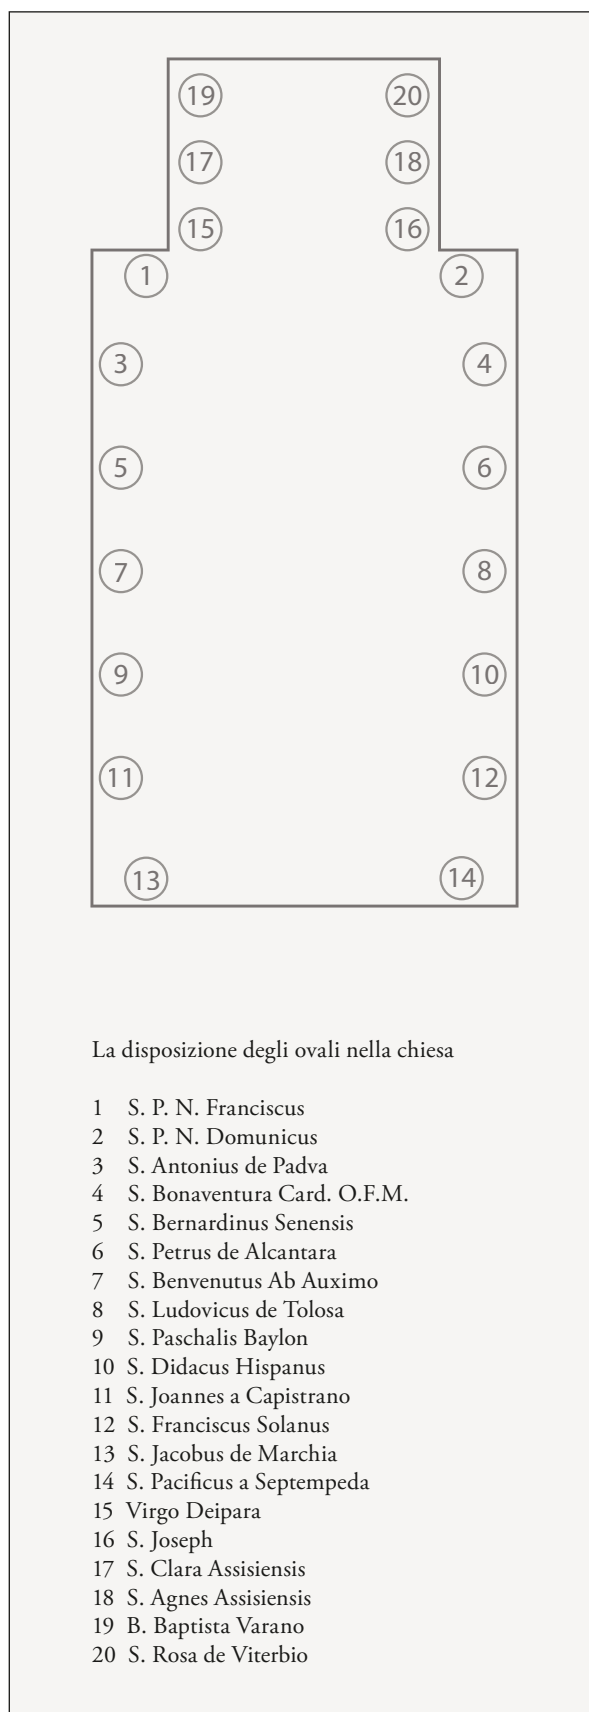 19 20
17 18
15 16
1 2
3 4
5 6
7 8
9 10
11 12
13 14
La disposizione degli ovali nella chiesa
1 S. P. N. Franciscus
2 S. P. N. Domunicus
3 S. Antonius de Padva
4 S. Bonaventura Card. O.F.M.
5 S. Bernardinus Senensis
6 S. Petrus de Alcantara
7 S. Benvenutus Ab Auximo
8 S. Ludovicus de Tolosa
9 S. Paschalis Baylon
10 S. Didacus Hispanus
11 S. Joannes a Capistrano
12 S. Franciscus Solanus
13 S. Jacobus de Marchia
14 S. Pacificus a Septempeda
15 Virgo Deipara
16 S. Joseph
17 S. Clara Assisiensis
18 S. Agnes Assisiensis
19 B. Baptista Varano
20 S. Rosa de Viterbio